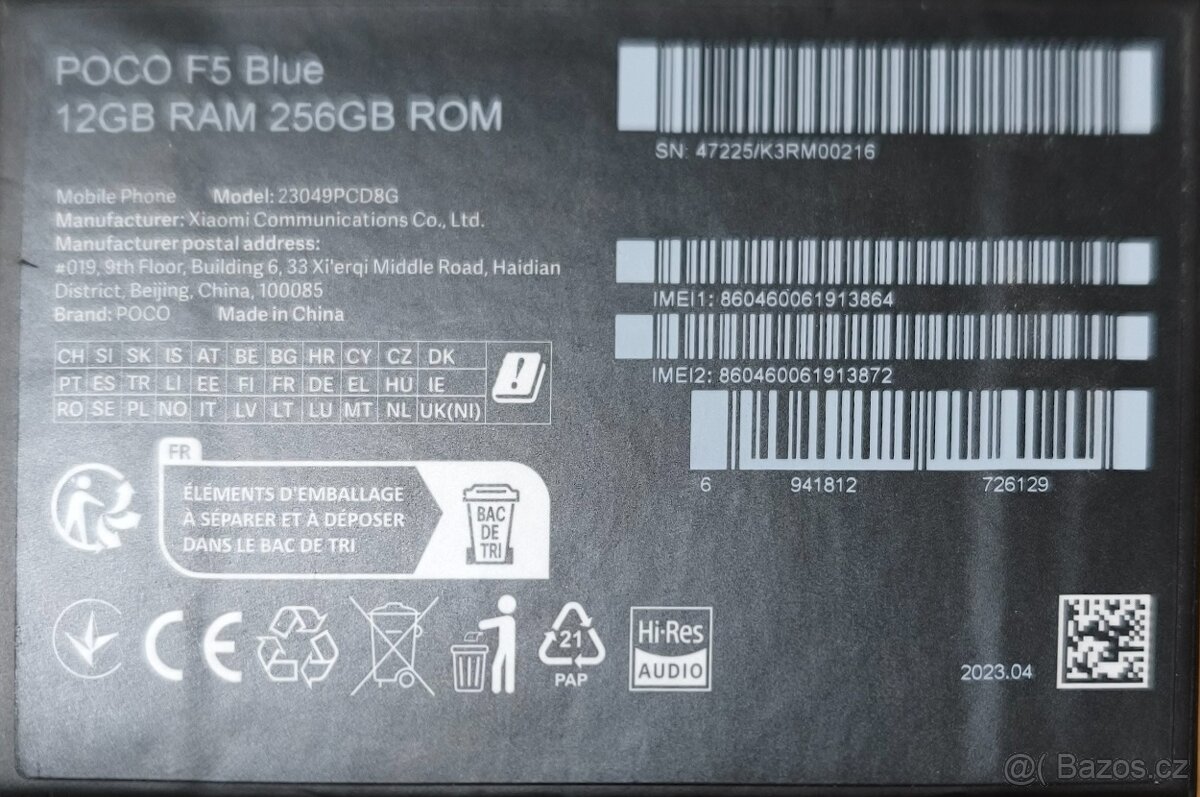 POCO F5 Blue
12GB RAM 256GB ROM
SN: 47225/K3RM00216
Mobile Phone Model: 23049PCD8G
Manufacturer: Xiaomi Communications Co., Ltd.
Manufacturer postal address:
#019, 9th Floor, Building 6, 33 Xi'erqi Middle Road, Haidian
District, Beijing, China, 100085
Brand: POCO Made in China
IMEI1: 860460061913864
IMEI2: 860460061913872
6 941812 726129
CH SI SK IS AT BE BG HR CY CZ DK
PT ES TR LI EE FI FR DE EL HU IE
RO SE PL NO IT LV LT LU MT NL UK(NI)
FR
ÉLÉMENTS D'EMBALLAGE
À SÉPARER ET À DÉPOSER
DANS LE BAC DE TRI
BAC
DE
TRI
CE
21
PAP
Hi-Res
AUDIO
2023.04
@( Bazos.cz